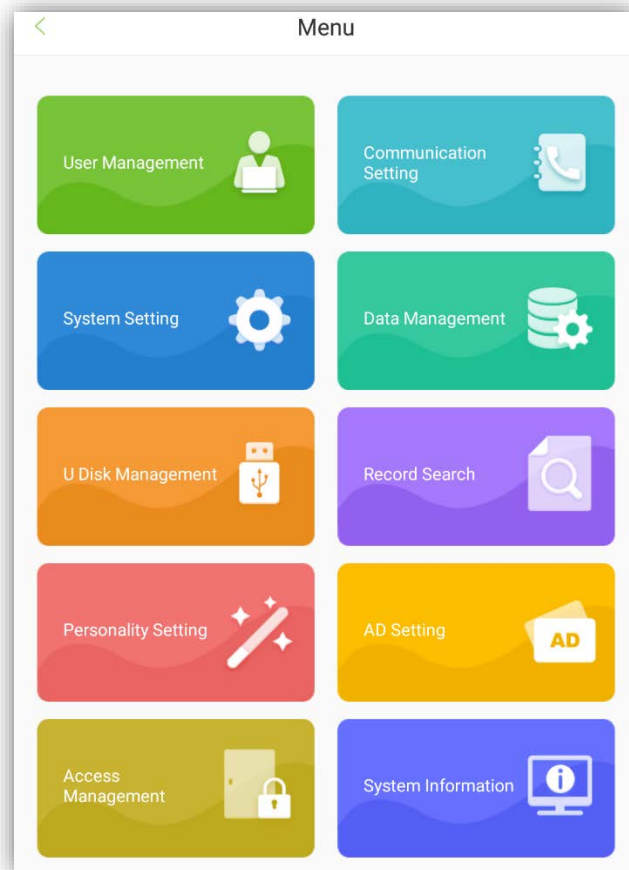 Menu
User Management
Communication
Setting
System Setting
Data Management
U Disk Management
Record Search
Personality Setting
AD Setting
AD
Access
Management
System Information